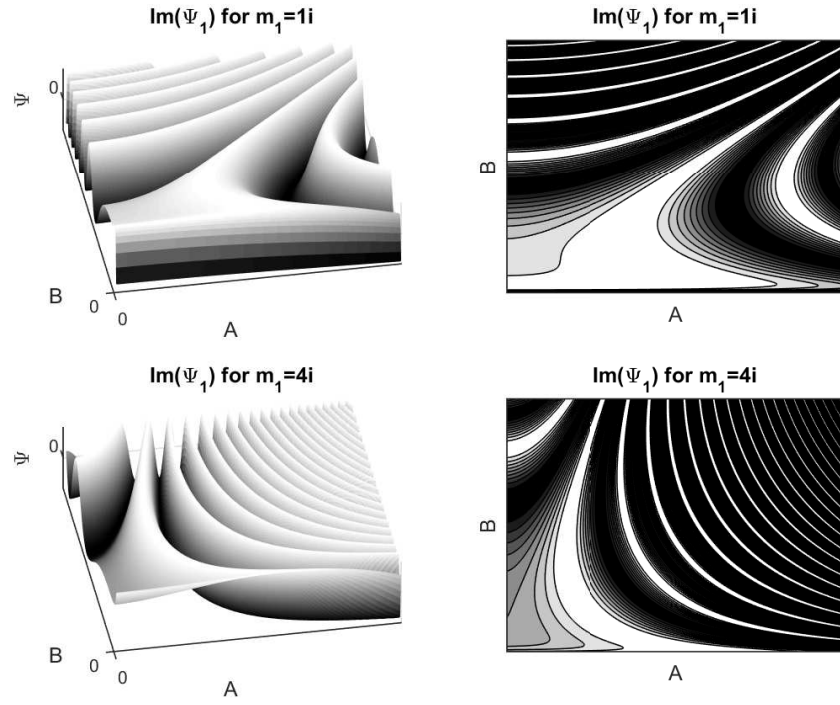 Im(Ψ₁) for m₁=1i
Ψ
0
B
0
0
A
Im(Ψ₁) for m₁=1i
B
A
Im(Ψ₁) for m₁=4i
Ψ
0
B
0
0
A
Im(Ψ₁) for m₁=4i
B
A